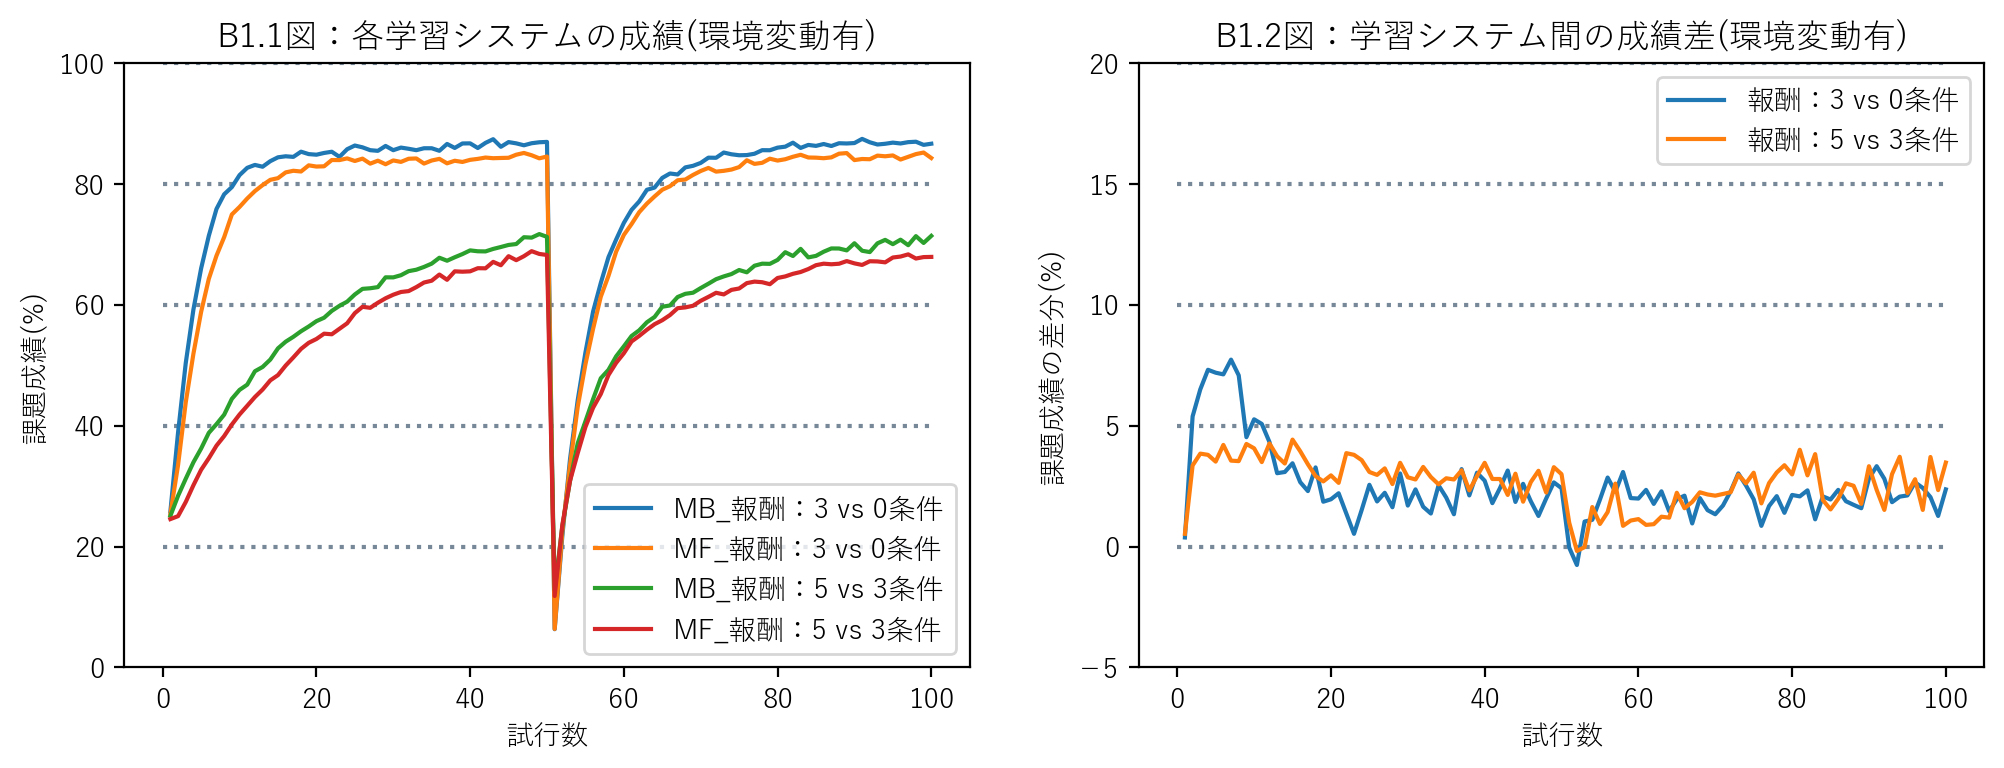 B1.1図：各学習システムの成績(環境変動有)
100
80
60
40
20
0
課題成績(%)
MB_報酬：3 vs 0条件
MF_報酬：3 vs 0条件
MB_報酬：5 vs 3条件
MF_報酬：5 vs 3条件
0 20 40 60 80 100
試行数
B1.2図：学習システム間の成績差(環境変動有)
20
15
10
5
0
−5
課題成績の差分(%)
報酬：3 vs 0条件
報酬：5 vs 3条件
0 20 40 60 80 100
試行数